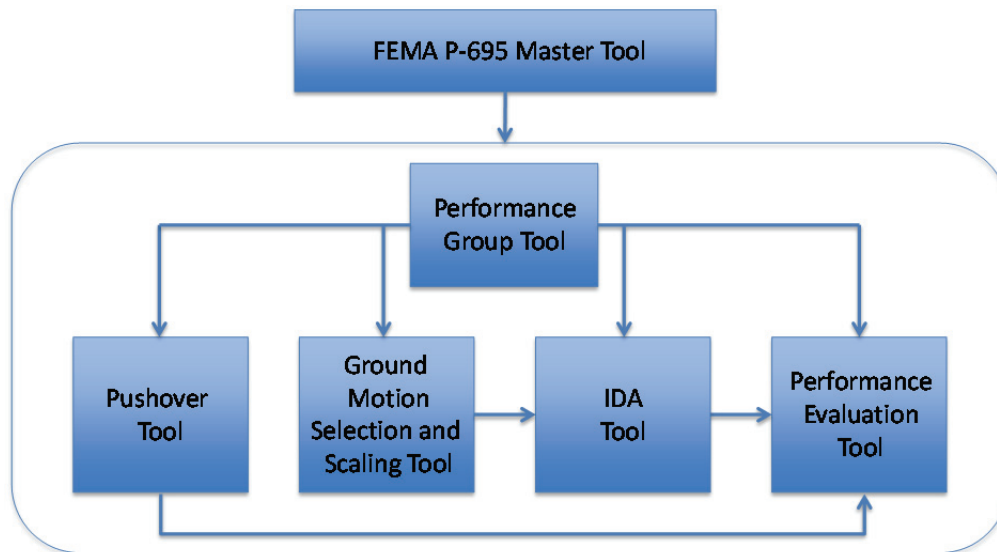 FEMA P-695 Master Tool
Performance
Group Tool
Pushover
Tool
Ground
Motion
Selection and
Scaling Tool
IDA
Tool
Performance
Evaluation
Tool